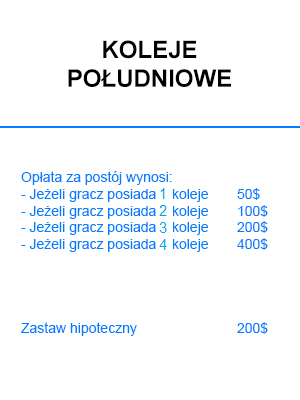 KOLEJE
POŁUDNIOWE
Opłata za postój wynosi:
- Jeżeli gracz posiada 1 koleje 50$
- Jeżeli gracz posiada 2 koleje 100$
- Jeżeli gracz posiada 3 koleje 200$
- Jeżeli gracz posiada 4 koleje 400$
Zastaw hipoteczny 200$